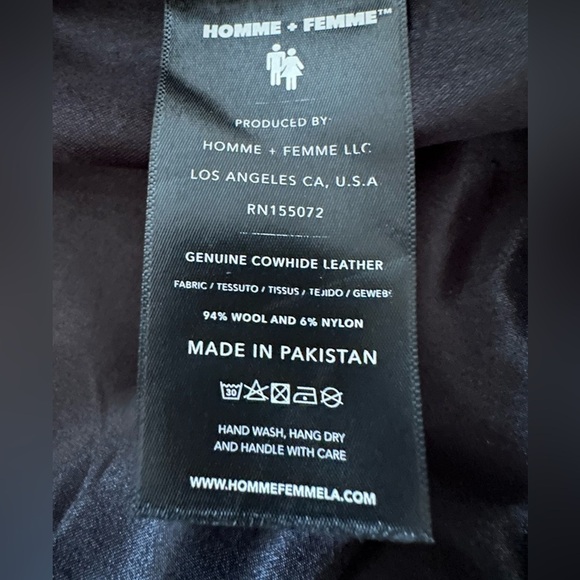 HOMME + FEMME™
PRODUCED BY:
HOMME + FEMME LLC
LOS ANGELES CA, U.S.A
RN155072
GENUINE COWHIDE LEATHER
FABRIC / TESSUTO / TISSUS / TEJIDO / GEWEBE
94% WOOL AND 6% NYLON
MADE IN PAKISTAN
30
HAND WASH, HANG DRY
AND HANDLE WITH CARE
WWW.HOMMEFEMMELA.COM